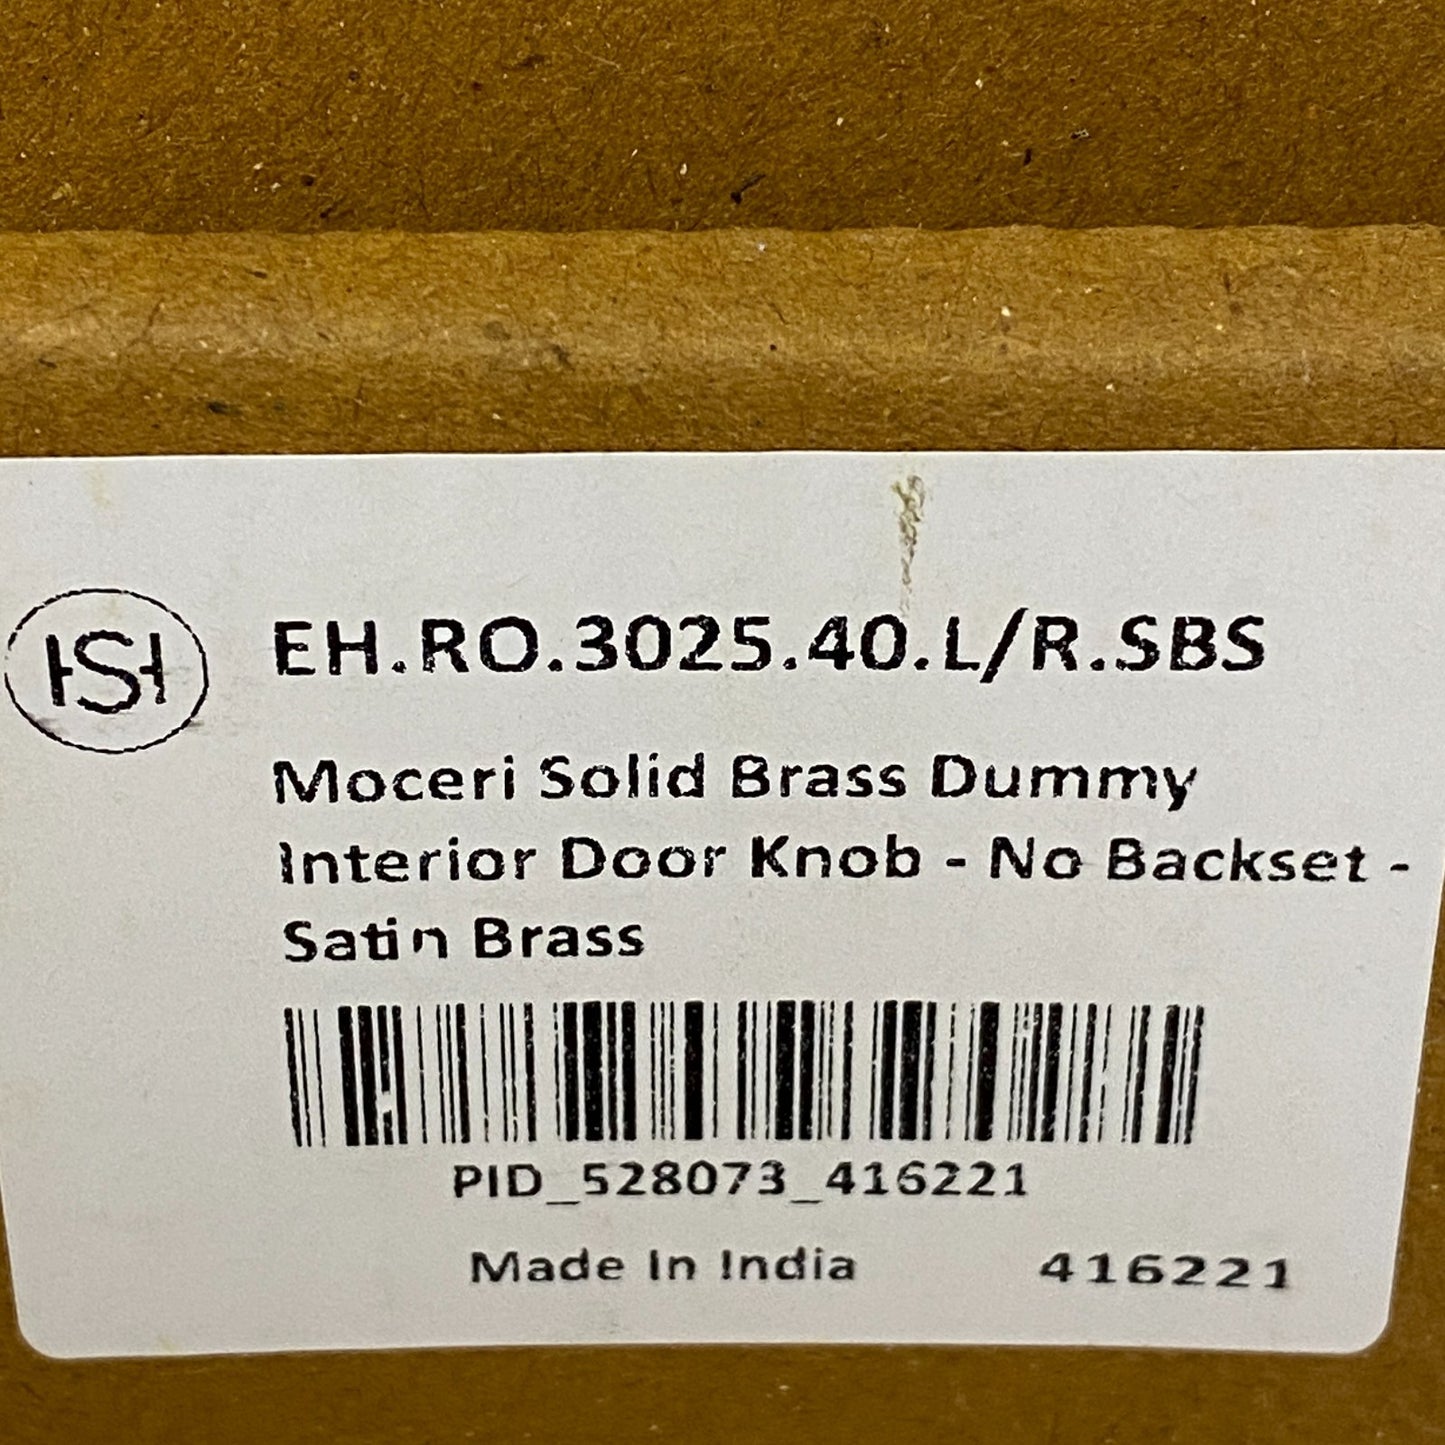 HSH
EH.RO.3025.40.L/R.SBS
Moceri Solid Brass Dummy
Interior Door Knob - No Backset -
Satin Brass
PID_528073_416221
Made In India 416221